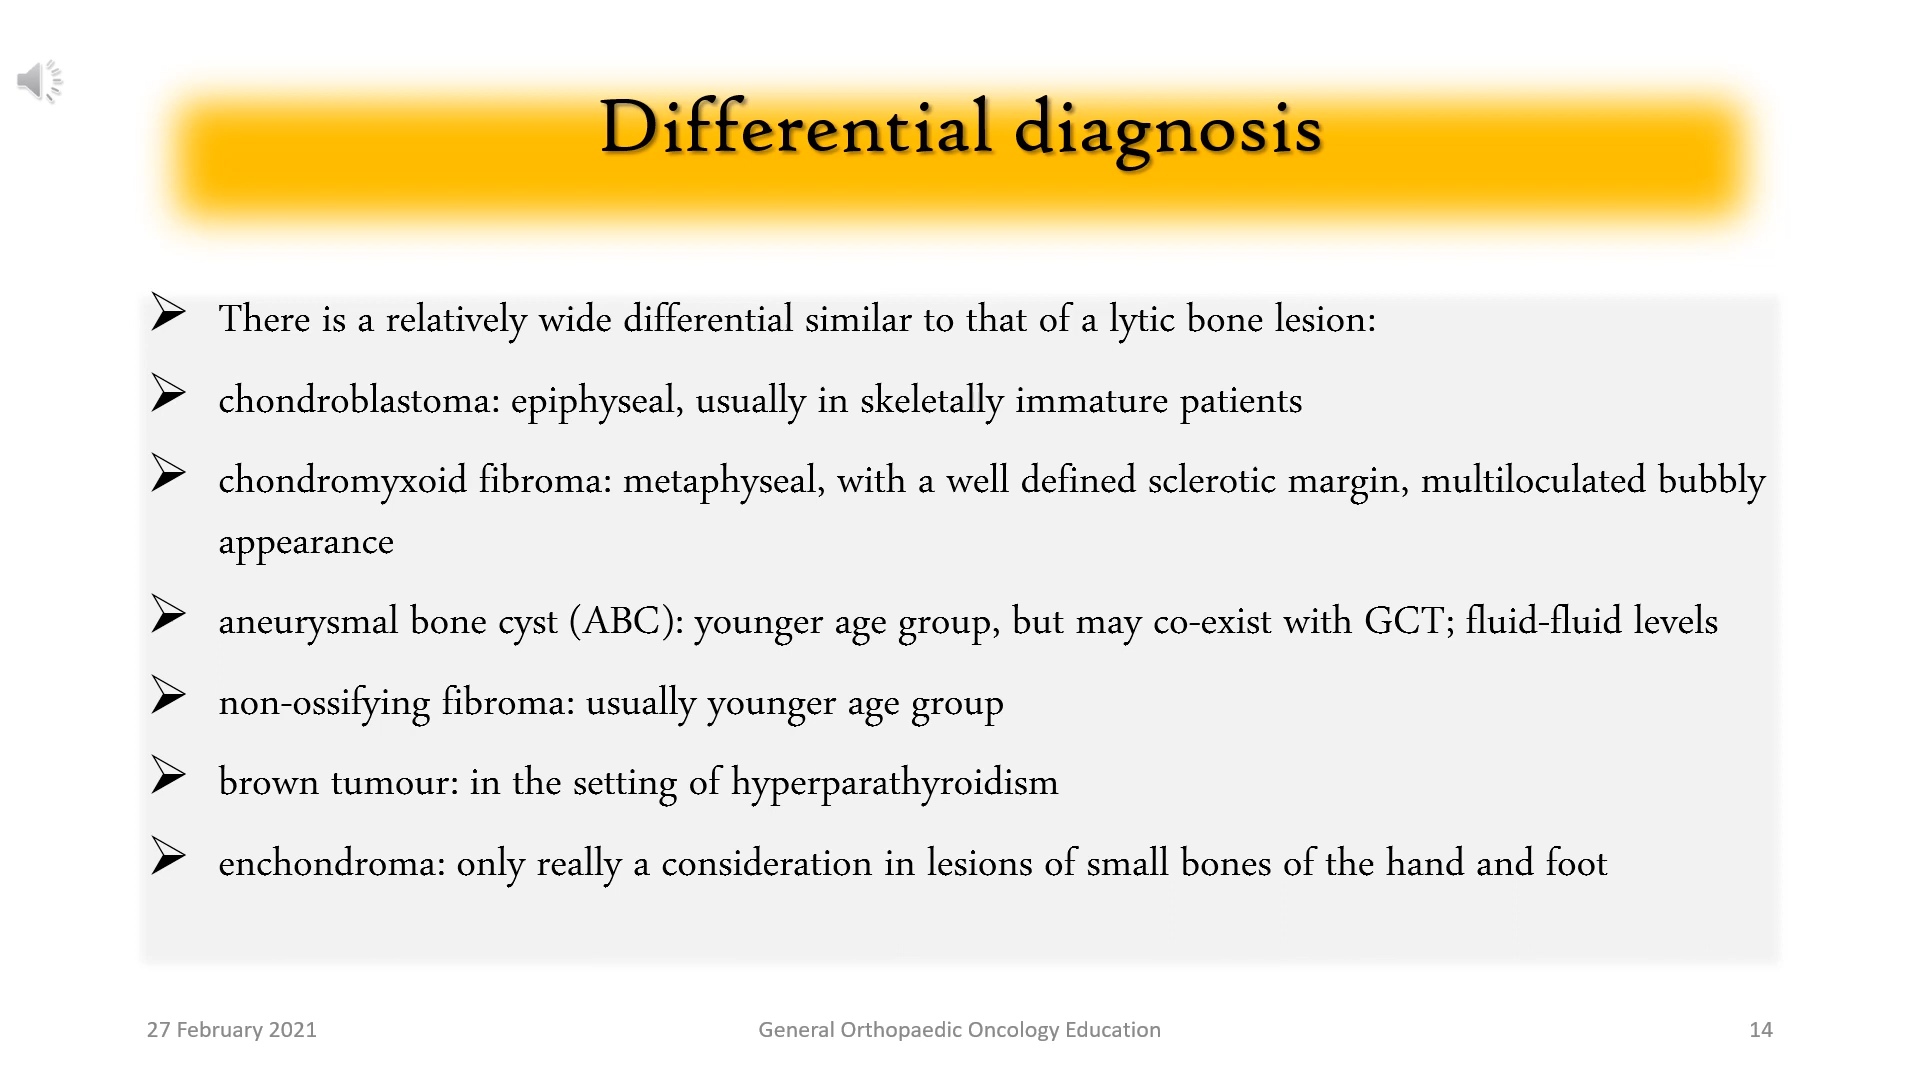 Differential diagnosis
There is a relatively wide differential similar to that of a lytic bone lesion:
chondroblastoma: epiphyseal, usually in skeletally immature patients
chondromyxoid fibroma: metaphyseal, with a well defined sclerotic margin, multiloculated bubbly
appearance
aneurysmal bone cyst (ABC): younger age group, but may co-exist with GCT; fluid-fluid levels
non-ossifying fibroma: usually younger age group
brown tumour: in the setting of hyperparathyroidism
enchondroma: only really a consideration in lesions of small bones of the hand and foot
27 February 2021
General Orthopaedic Oncology Education
14